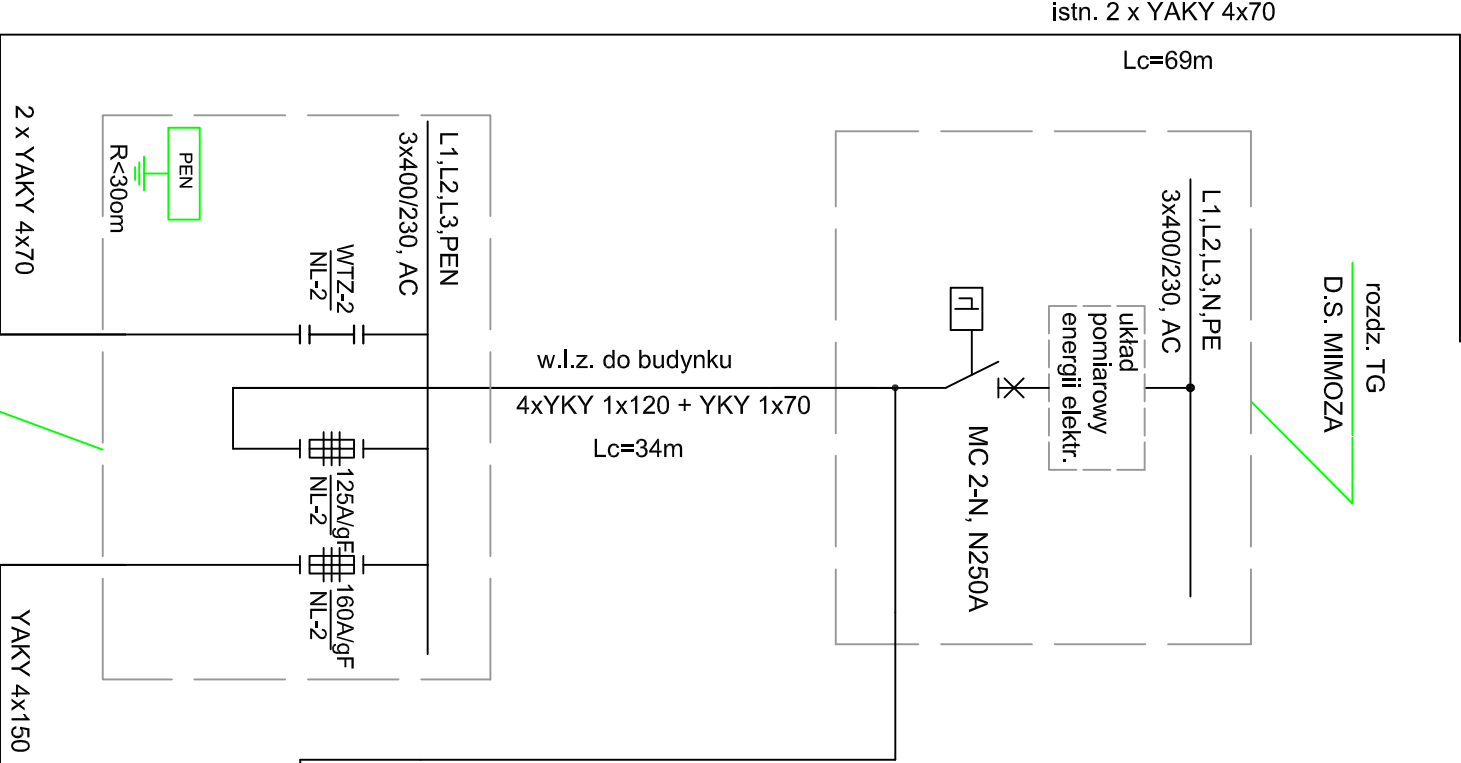 istn. 2 x YAKY 4x70
Lc=69m
2 x YAKY 4x70
PEN
R<30om
L1,L2,L3,PEN
3x400/230, AC
WTZ-2
NL-2
125A/gF
NL-2
160A/gF
NL-2
YAKY 4x150
w.l.z. do budynku
4xYKY 1x120 + YKY 1x70
Lc=34m
L1,L2,L3,N,PE
3x400/230, AC
układ
pomiarowy
energii elektr.
MC 2-N, N250A
rozdz. TG
D.S. MIMOZA